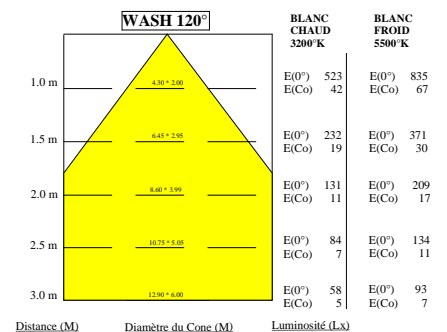 WASH 120°
BLANC CHAUD 3200°K
BLANC FROID 5500°K
1.0 m
4.30 * 2.00
E(0°) 523
E(Co) 42
E(0°) 835
E(Co) 67
1.5 m
6.45 * 2.95
E(0°) 232
E(Co) 19
E(0°) 371
E(Co) 30
2.0 m
8.60 * 3.99
E(0°) 131
E(Co) 11
E(0°) 209
E(Co) 17
2.5 m
10.75 * 5.05
E(0°) 84
E(Co) 7
E(0°) 134
E(Co) 11
3.0 m
12.90 * 6.00
E(0°) 58
E(Co) 5
E(0°) 93
E(Co) 7
Distance (M)
Diamètre du Cone (M)
Luminosité (Lx)